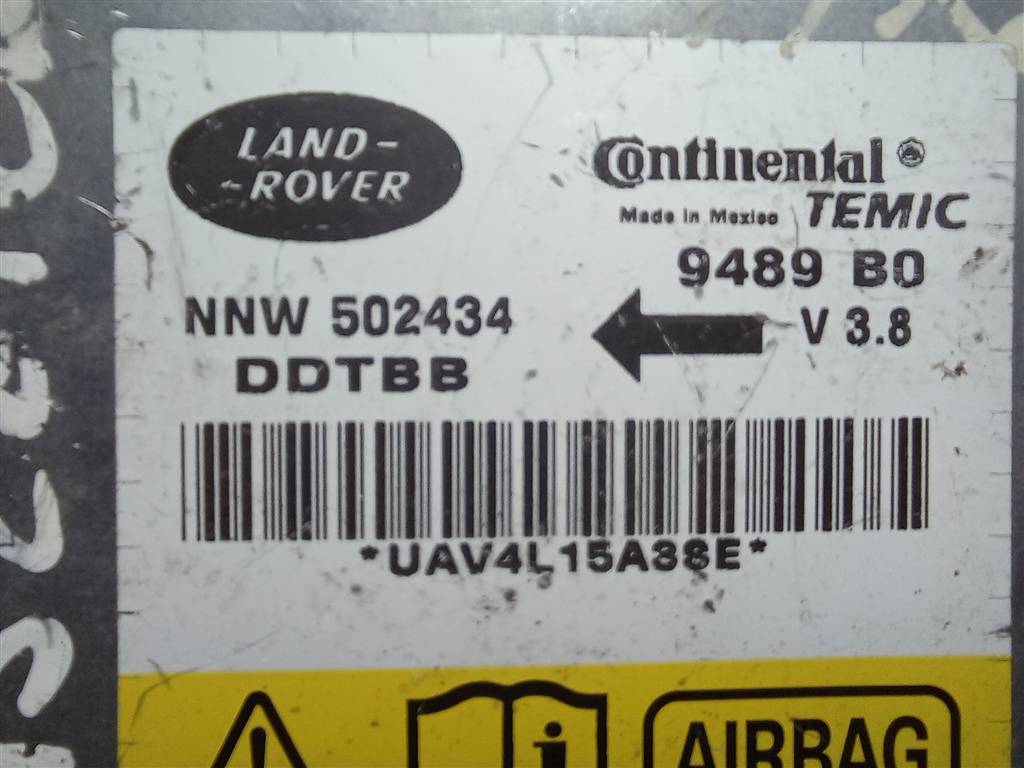 LAND-
-ROVER
Continental
Made in Mexico TEMIC
9489 B0
NNW 502434
V 3.8
DDTBB
*UAV4L15A38E*
i
AIRBAG